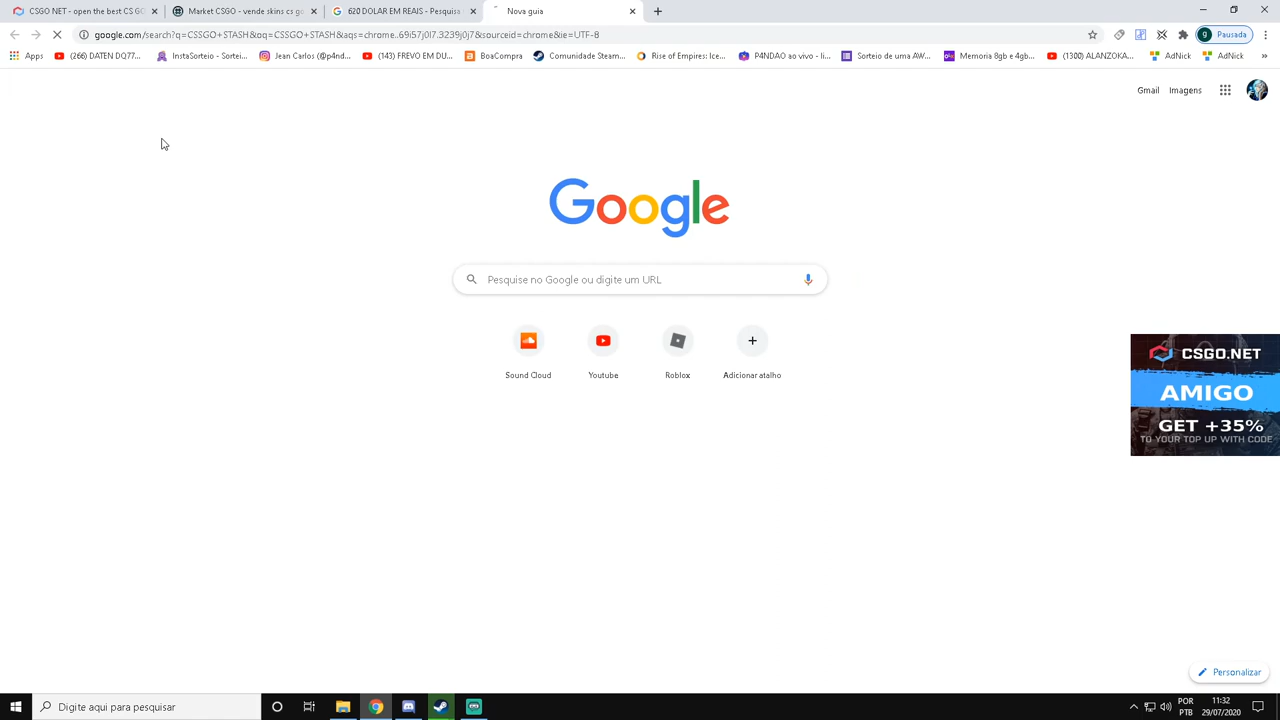 CSGO NET - open the best CS GO
Market CSGO - vende skins cs go
620 DOLAR EM REAIS - Pesquisa
Nova guia
google.com/search?q=CSSGO+STASH&oq=CSSGO+STASH&aqs=chrome..69i57j0l7.3239j0j7&sourceid=chrome&ie=UTF-8
Pausada
Apps
(266) DATEN DQ77...
InstaSorteio - Sortei...
Jean Carlos (@p4nd...
(143) FREVO EM DU...
BoaCompra
Comunidade Steam...
Rise of Empires: Ice...
P4NDAO ao vivo - li...
Sorteio de uma AW...
Memoria 8gb e 4gb...
(1300) ALANZOKA...
AdNick
AdNick
Gmail
Imagens
Google
Pesquise no Google ou digite um URL
Sound Cloud
Youtube
Roblox
Adicionar atalho
CSGO.NET
AMIGO
GET +35%
TO YOUR TOP UP WITH CODE
Personalizar
Digite aqui para pesquisar
POR
PTB
11:32
29/07/2020